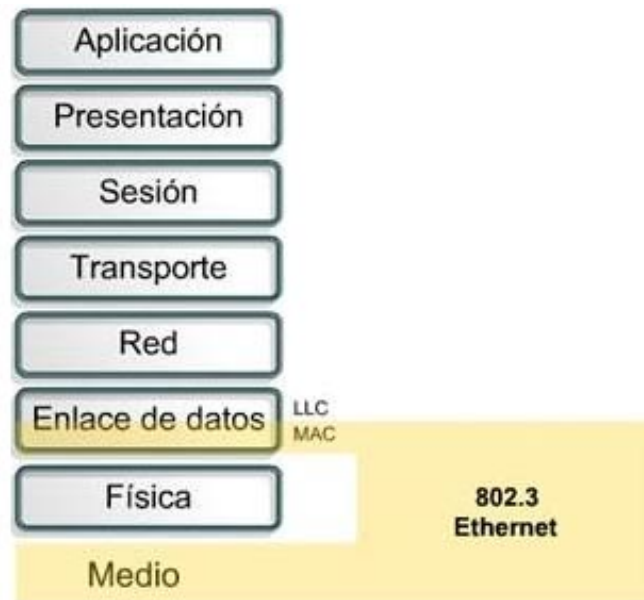 Aplicación
Presentación
Sesión
Transporte
Red
Enlace de datos
LLC
MAC
Física
802.3
Ethernet
Medio